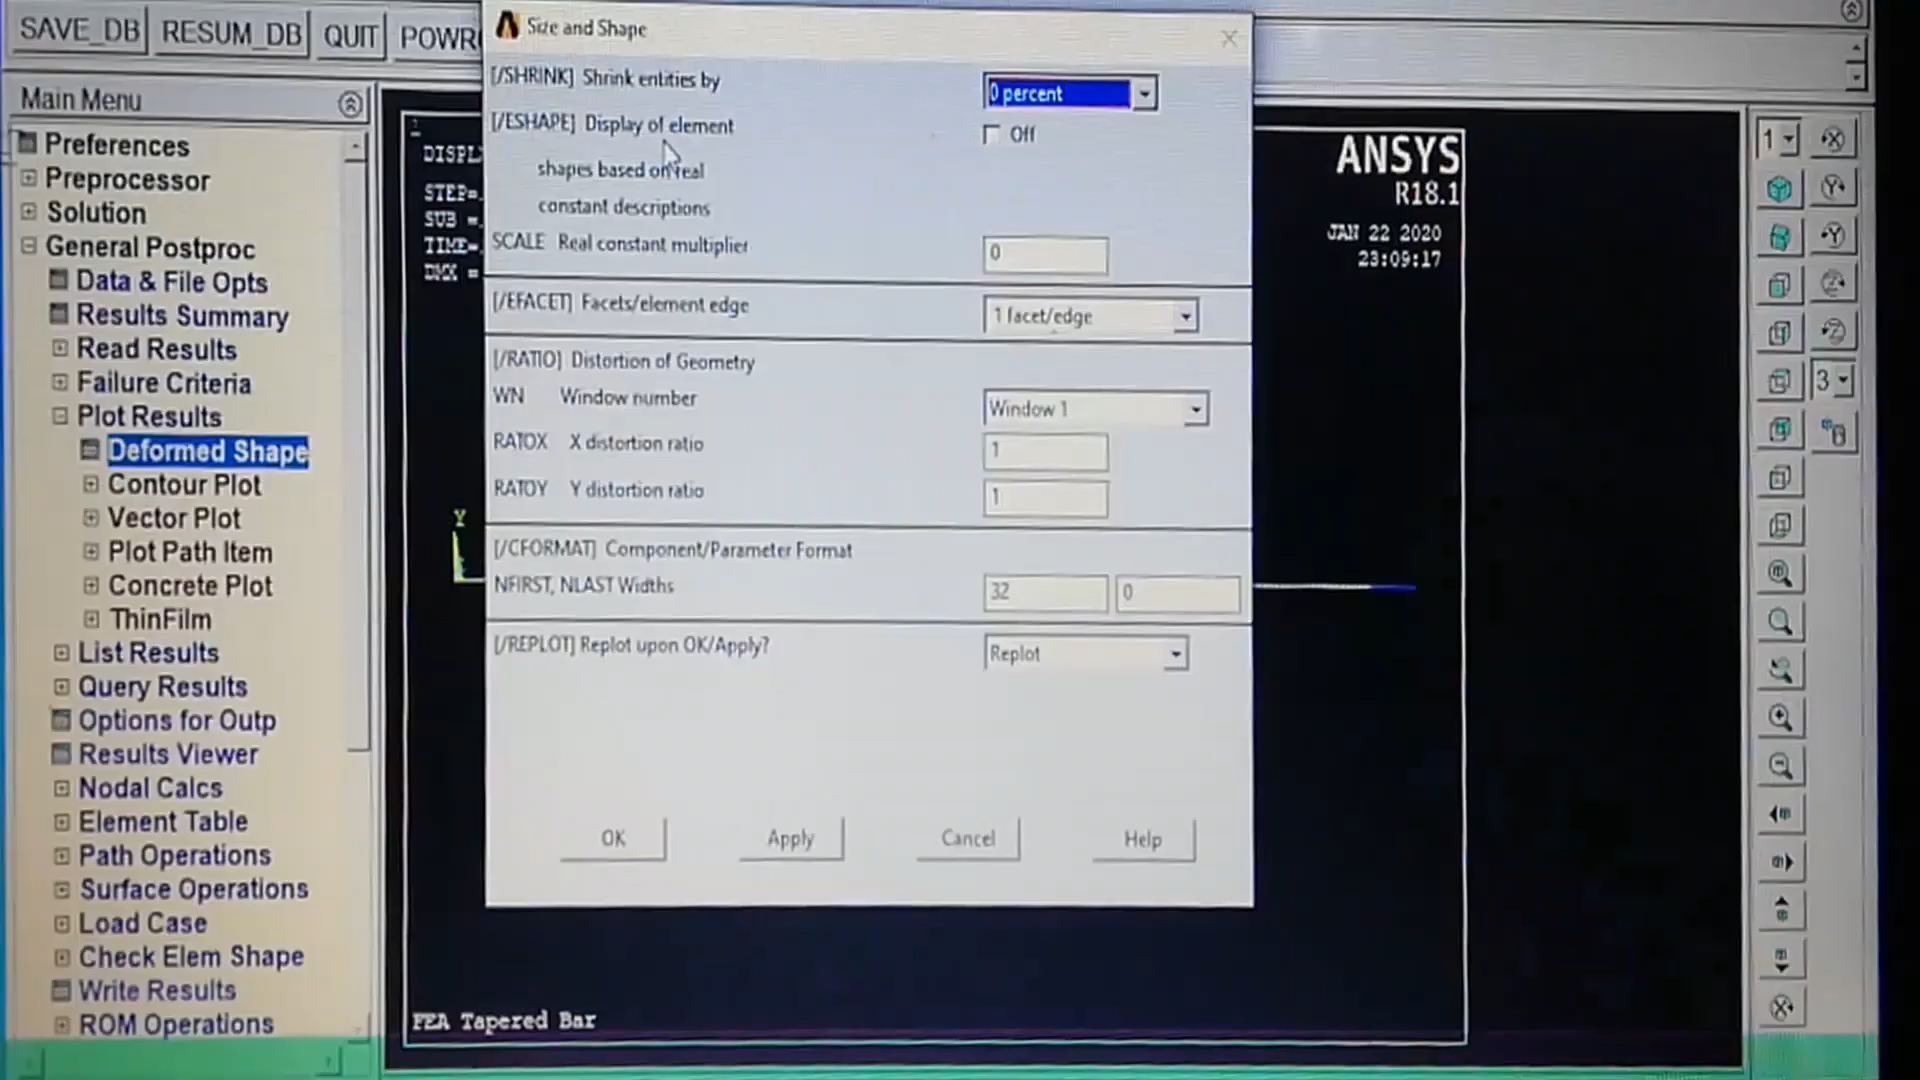 SAVE_DB RESUM_DB QUIT
Main Menu
Preferences
Preprocessor
Solution
General Postproc
Data & File Opts
Results Summary
Read Results
Failure Criteria
Plot Results
Deformed Shape
Contour Plot
Vector Plot
Plot Path Item
Concrete Plot
ThinFilm
List Results
Query Results
Options for Outp
Results Viewer
Nodal Calcs
Element Table
Path Operations
Surface Operations
Load Case
Check Elem Shape
Write Results
ROM Operations
1
STEP=
SUB =
TIME=
DMX =
Y
FEA Tapered Bar
Size and Shape
[/SHRINK] Shrink entities by 0 percent
[/ESHAPE] Display of element Off
shapes based on real
constant descriptions
SCALE Real constant multiplier 0
[/EFACET] Facets/element edge 1 facet/edge
[/RATIO] Distortion of Geometry
WN Window number Window 1
RATOX X distortion ratio 1
RATOY Y distortion ratio 1
[/CFORMAT] Component/Parameter Format
NFIRST, NLAST Widths 32 0
[/REPLOT] Replot upon OK/Apply? Replot
OK Apply Cancel Help
ANSYS
R18.1
JAN 22 2020
23:09:17
1
3